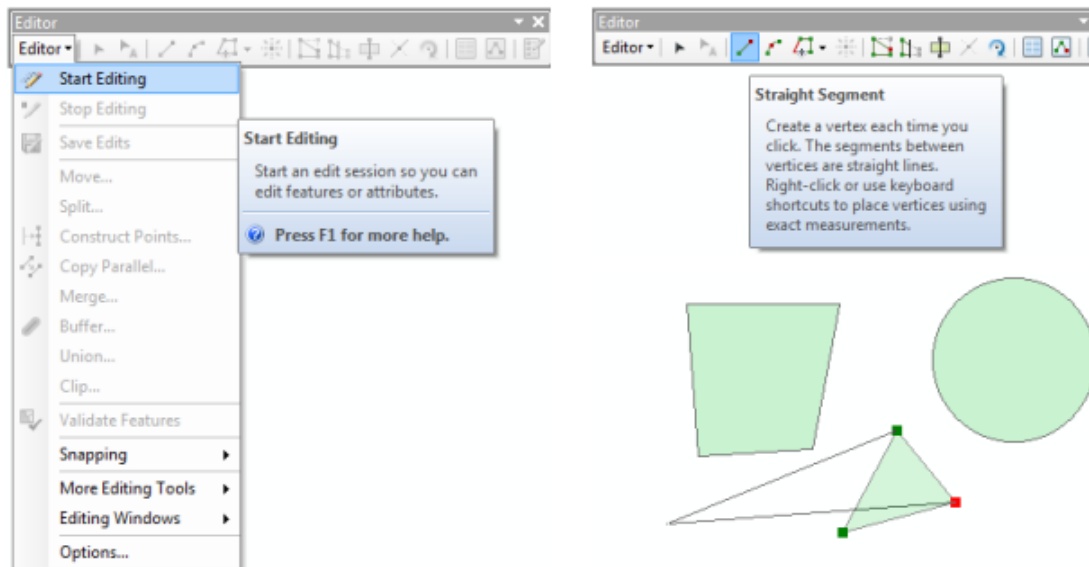 Editor
Editor
Start Editing
Stop Editing
Save Edits
Move...
Split...
Construct Points...
Copy Parallel...
Merge...
Buffer...
Union...
Clip...
Validate Features
Snapping
More Editing Tools
Editing Windows
Options...
Start Editing
Start an edit session so you can
edit features or attributes.
Press F1 for more help.
Editor
Editor
Straight Segment
Create a vertex each time you
click. The segments between
vertices are straight lines.
Right-click or use keyboard
shortcuts to place vertices using
exact measurements.